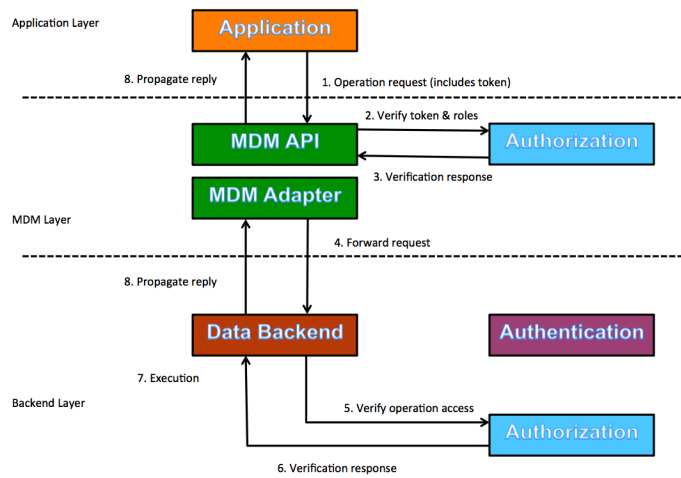 Application Layer
Application
8. Propagate reply
1. Operation request (includes token)
2. Verify token & roles
MDM API
Authorization
3. Verification response
MDM Adapter
MDM Layer
4. Forward request
8. Propagate reply
Data Backend
Authentication
7. Execution
5. Verify operation access
Backend Layer
Authorization
6. Verification response